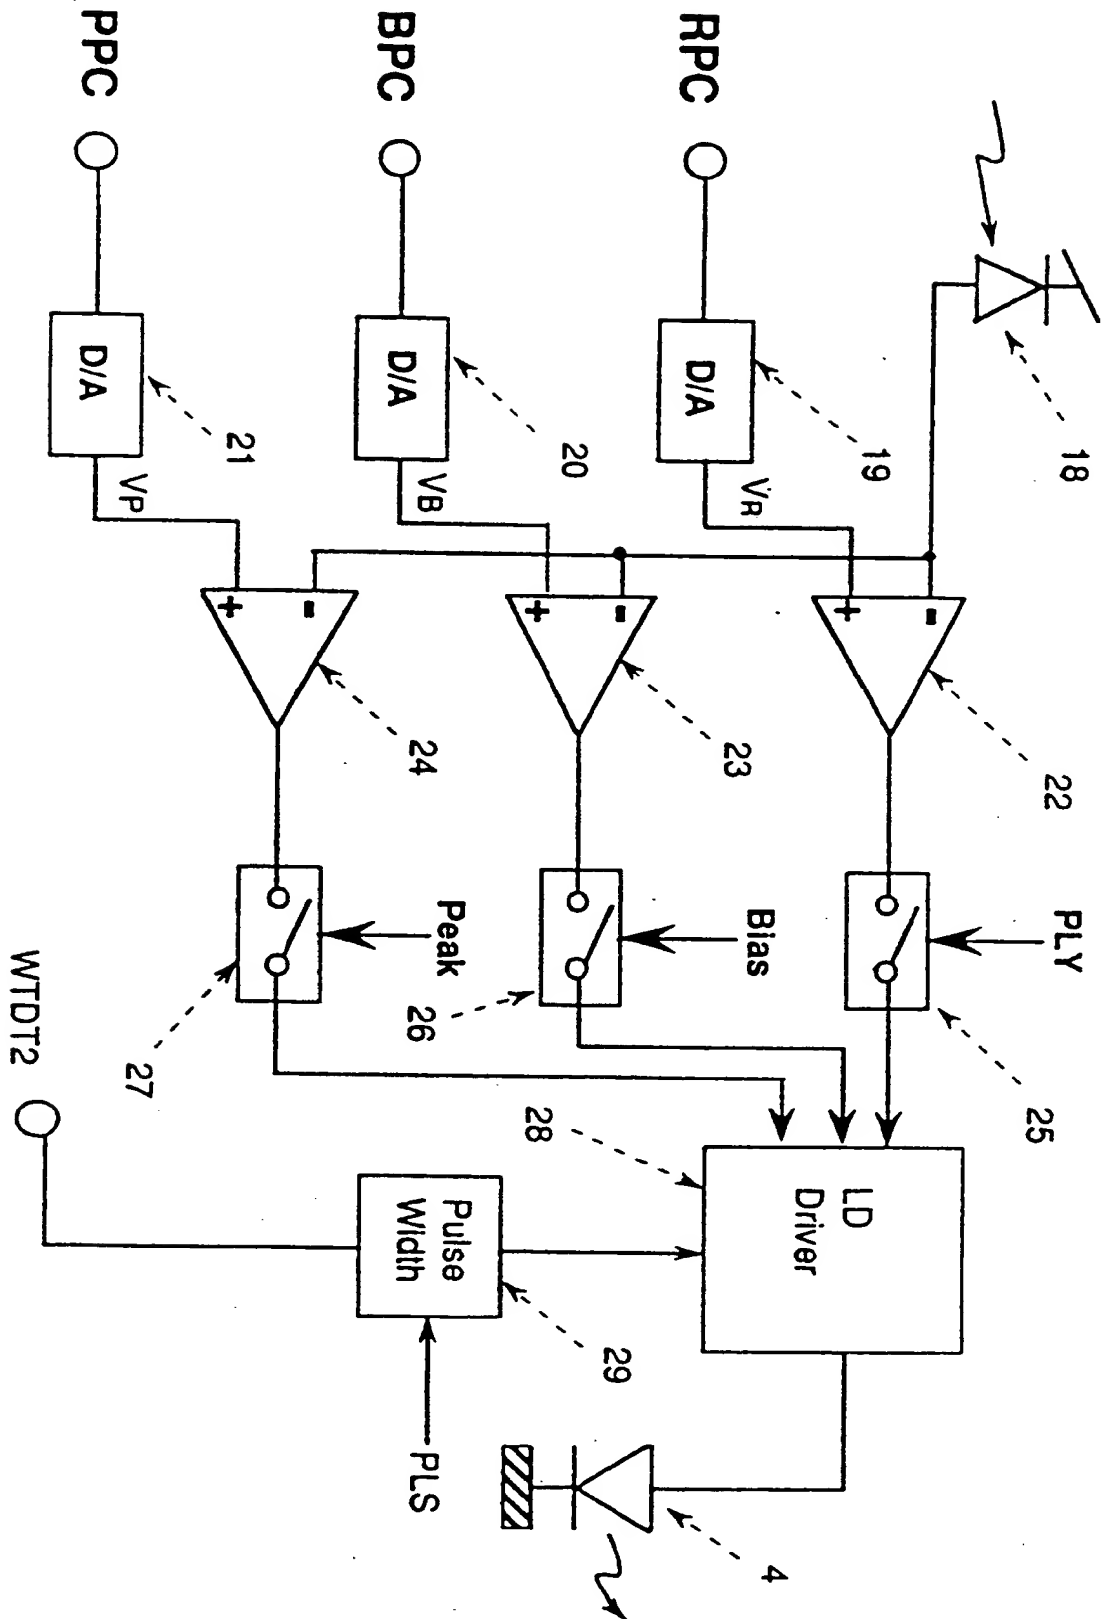 18
RPC
D/A
19
VR
22
PLY
25
BPC
D/A
20
VB
23
Bias
26
LD
Driver
28
4
PPC
D/A
21
VP
24
Peak
27
Pulse
Width
29
PLS
WTDT2
+
-
+
-
+
-